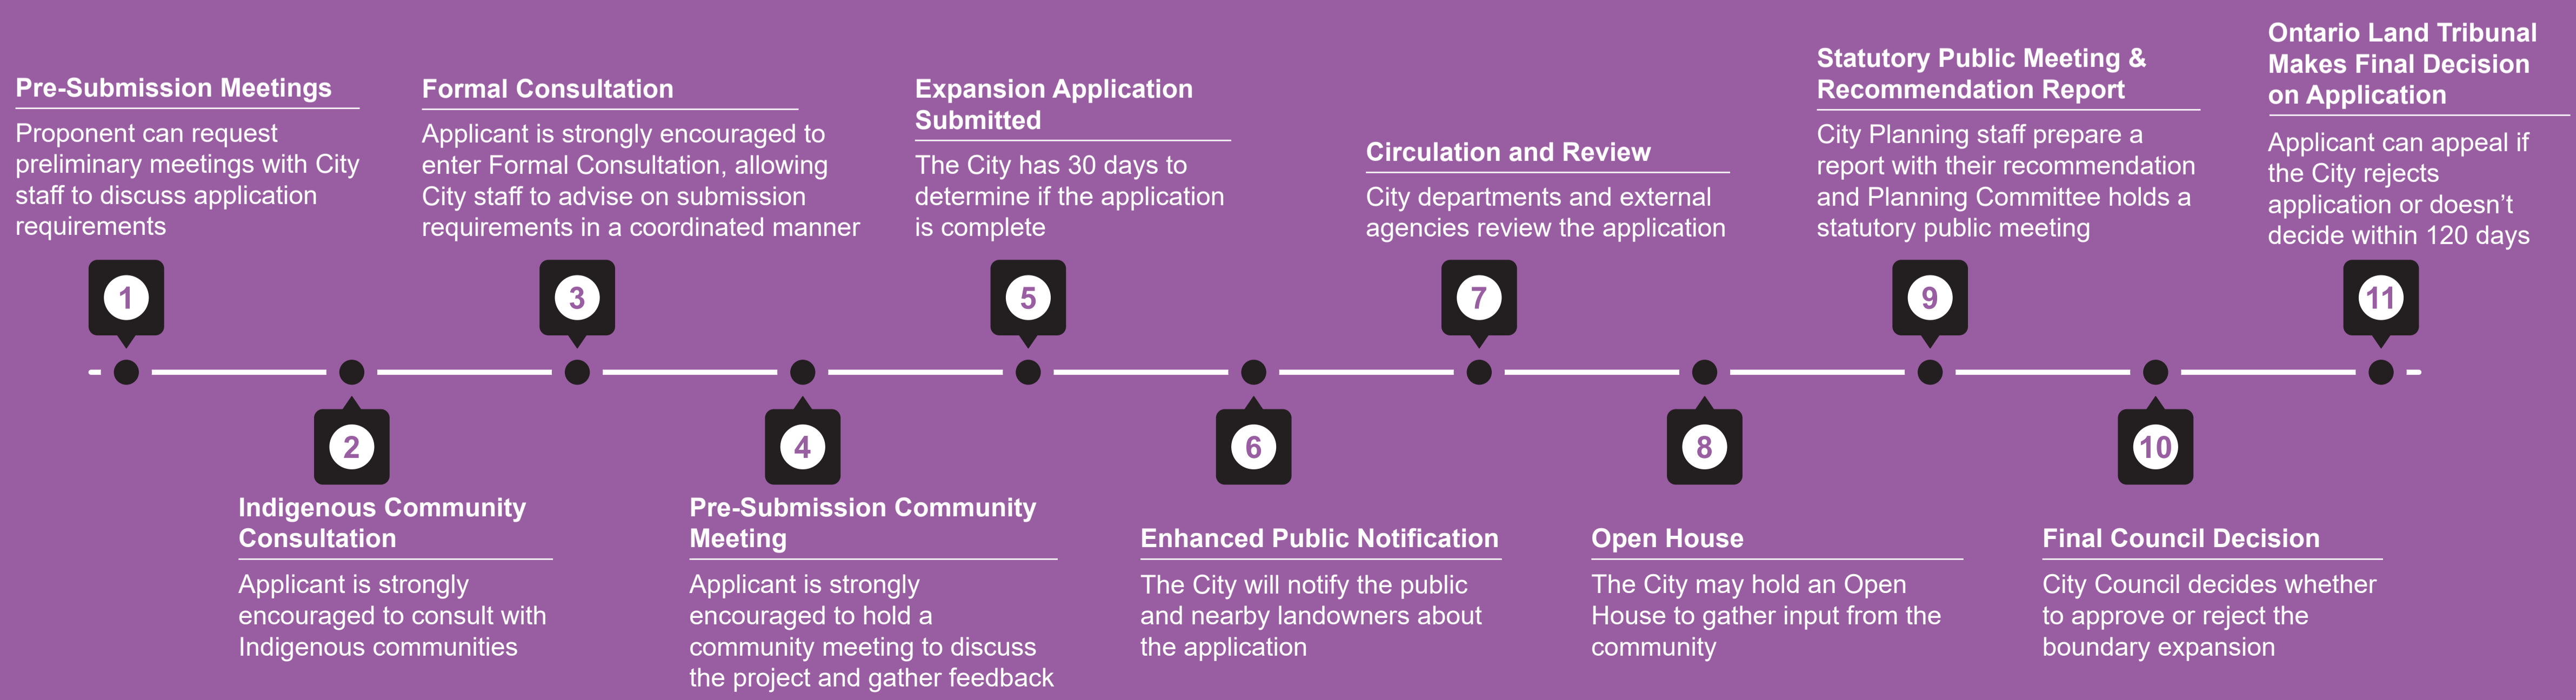 Pre-Submission Meetings
Proponent can request
preliminary meetings with City
staff to discuss application
requirements
1
2
Indigenous Community
Consultation
Applicant is strongly
encouraged to consult with
Indigenous communities
Formal Consultation
Applicant is strongly encouraged to
enter Formal Consultation, allowing
City staff to advise on submission
requirements in a coordinated manner
3
4
Pre-Submission Community
Meeting
Applicant is strongly
encouraged to hold a
community meeting to discuss
the project and gather feedback
Expansion Application
Submitted
The City has 30 days to
determine if the application
is complete
5
6
Enhanced Public Notification
The City will notify the public
and nearby landowners about
the application
Circulation and Review
City departments and external
agencies review the application
7
8
Open House
The City may hold an Open
House to gather input from the
community
Statutory Public Meeting &
Recommendation Report
City Planning staff prepare a
report with their recommendation
and Planning Committee holds a
statutory public meeting
9
10
Final Council Decision
City Council decides whether
to approve or reject the
boundary expansion
Ontario Land Tribunal
Makes Final Decision
on Application
Applicant can appeal if
the City rejects
application or doesn’t
decide within 120 days
11